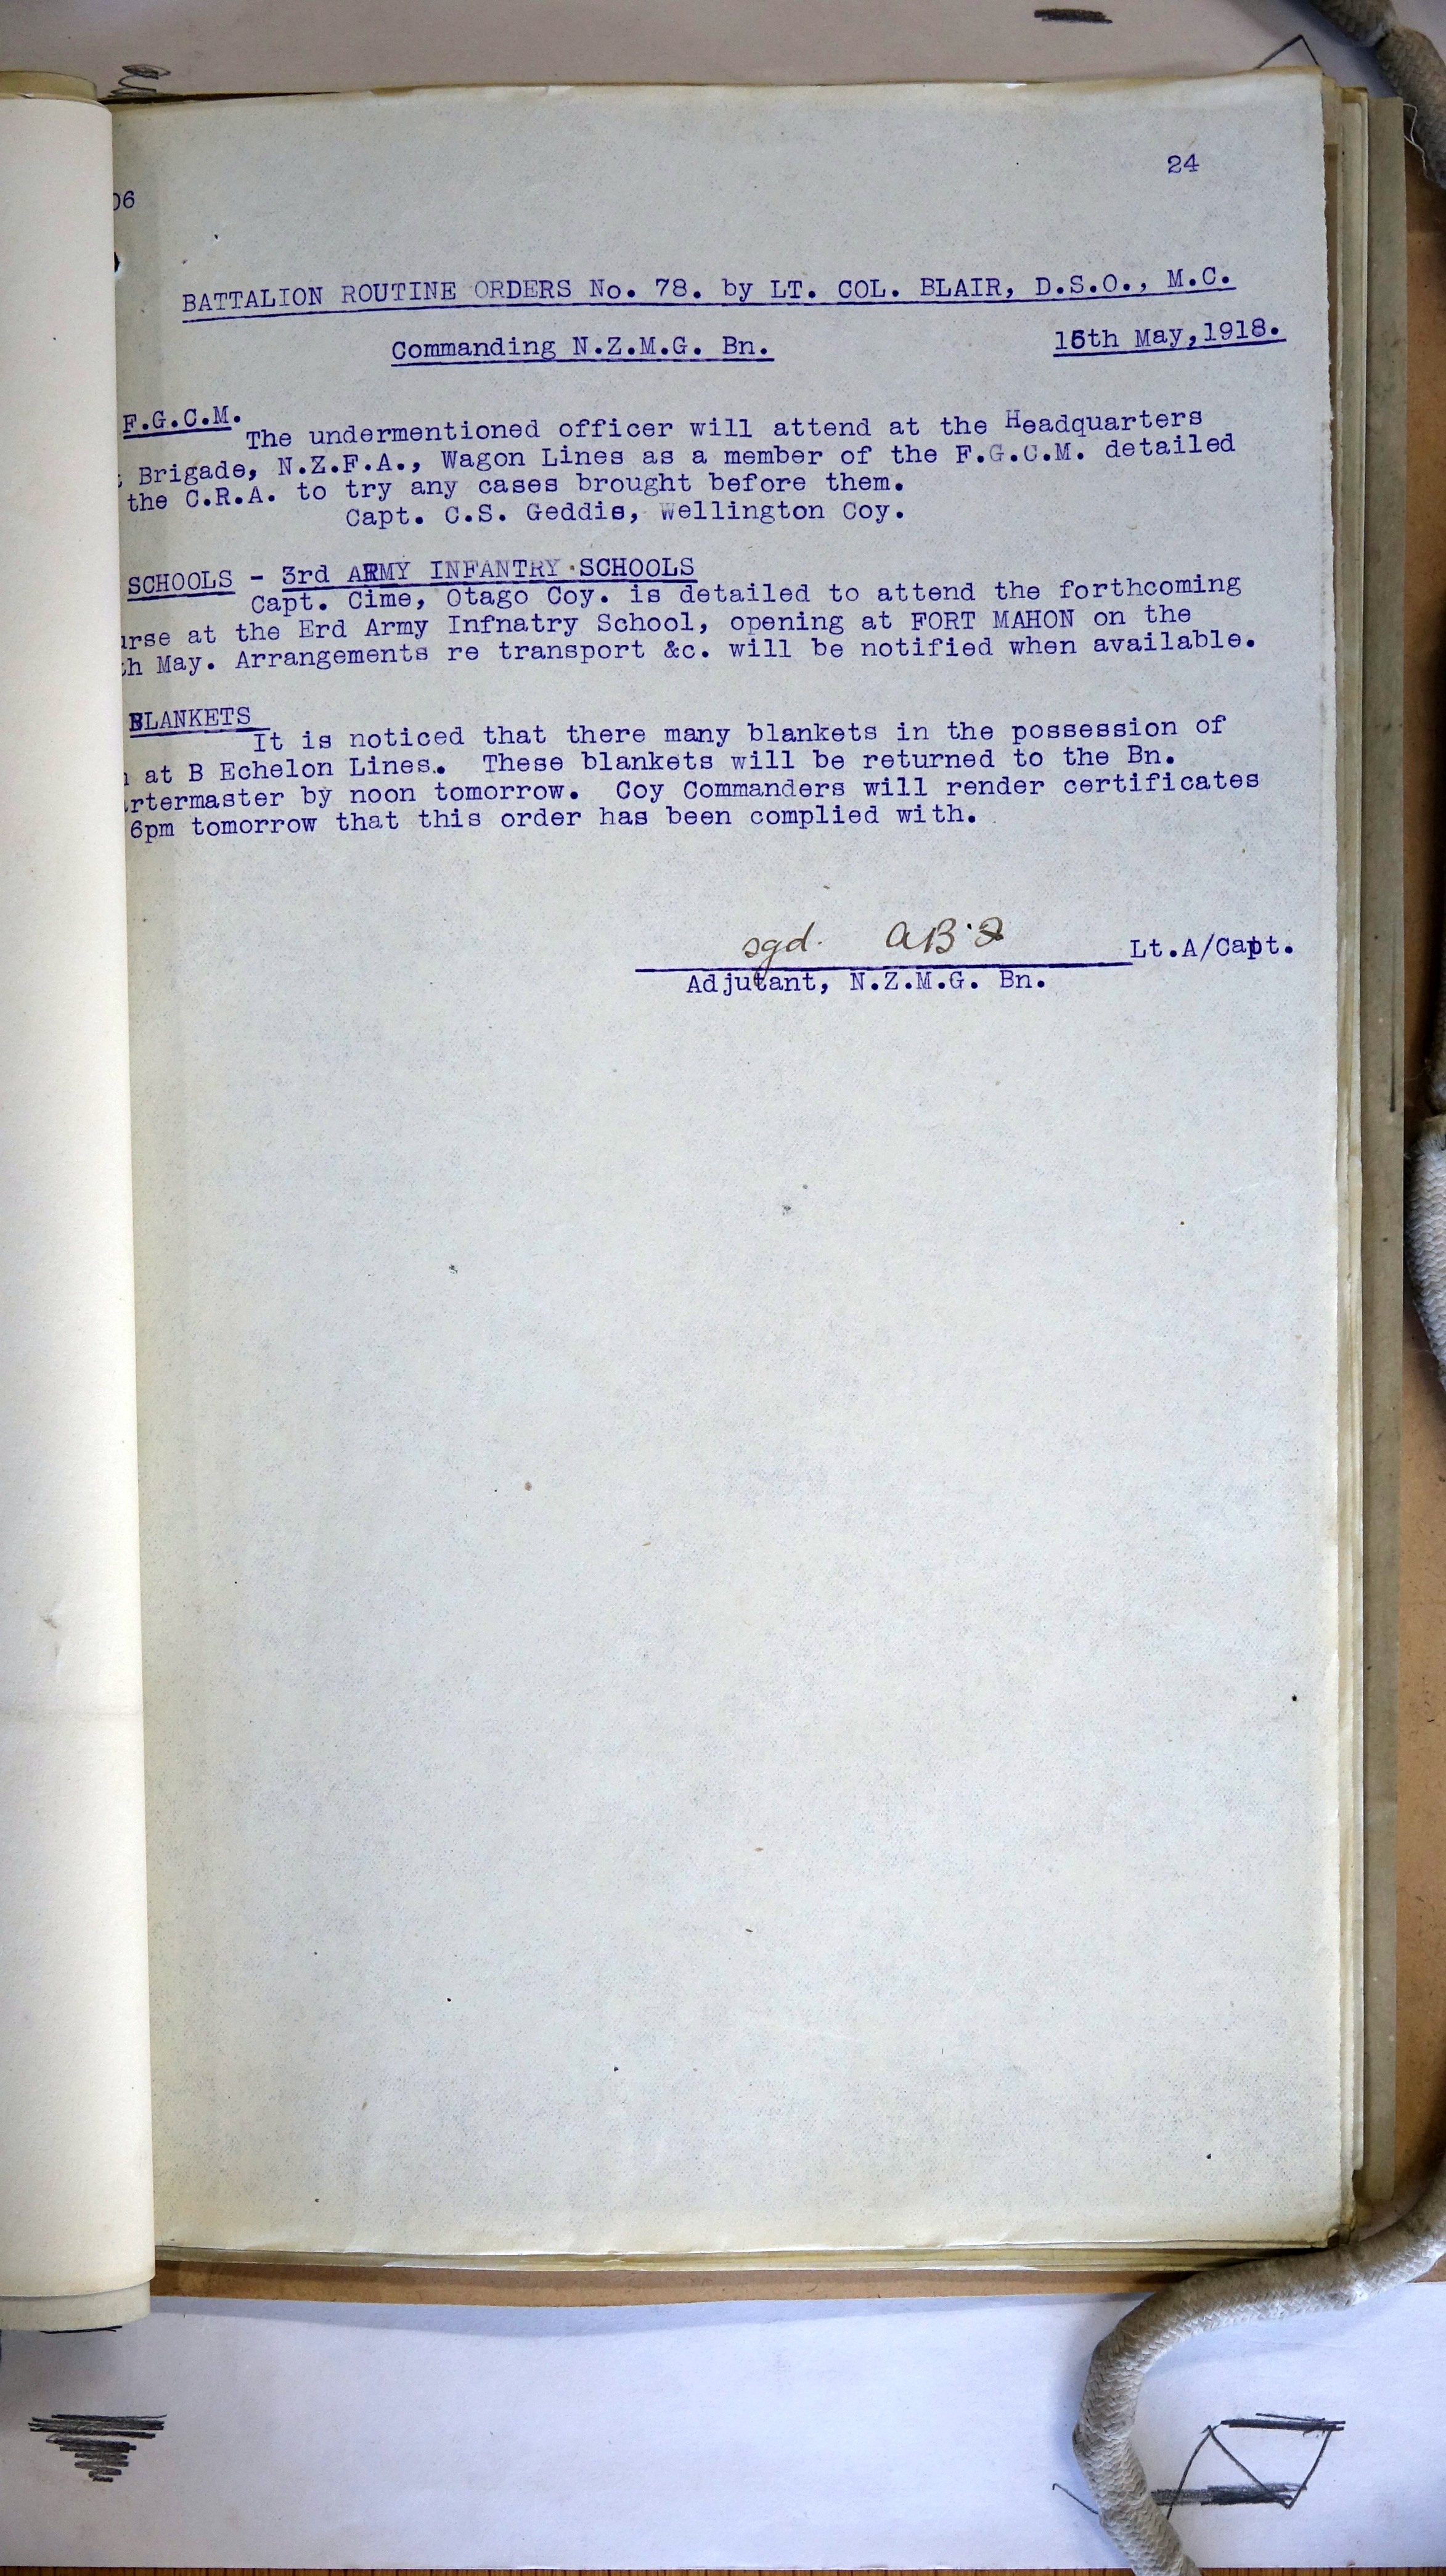 24
06
BATTALION ROUTINE ORDERS No. 78. by LT. COL. BLAIR, D.S.O., M.C.
Commanding N.Z.M.G. Bn.
16th May, 1918.
F.G.C.M.
The undermentioned officer will attend at the Headquarters
Brigade, N.Z.F.A., Wagon Lines as a member of the F.G.C.M. detailed
the C.R.A. to try any cases brought before them.
Capt. C.S. Geddis, Wellington Coy.
SCHOOLS - 3rd ARMY INFANTRY SCHOOLS
Capt. Cime, Otago Coy. is detailed to attend the forthcoming
urse at the Erd Army Infnatry School, opening at FORT MAHON on the
h May. Arrangements re transport &c. will be notified when available.
BLANKETS
It is noticed that there many blankets in the possession of
at B Echelon Lines. These blankets will be returned to the Bn.
rtermaster by noon tomorrow. Coy Commanders will render certificates
6pm tomorrow that this order has been complied with.
sgd. Lt.A/Capt.
Adjutant, N.Z.M.G. Bn.